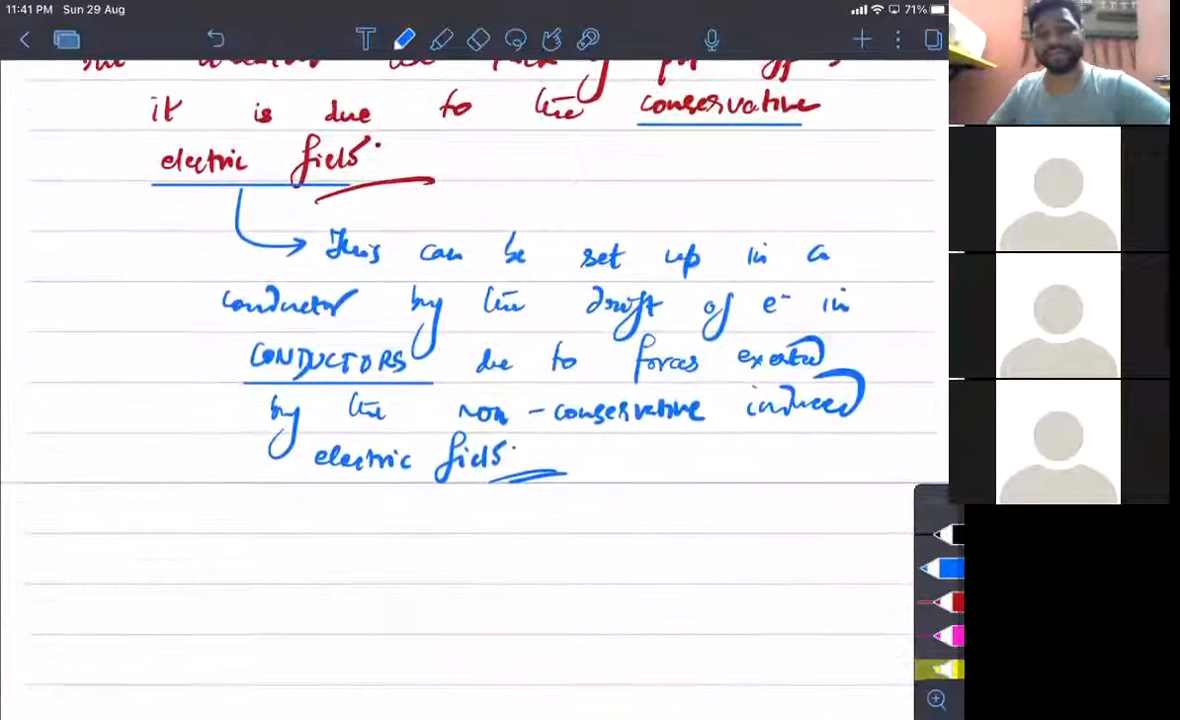 11:41 PM Sun 29 Aug 71%
it is due to the conservative
electric field.
This can be set up in a
conductor by the drift of e⁻ in
CONDUCTORS due to forces exerted
by the non-conservative induced
electric field.